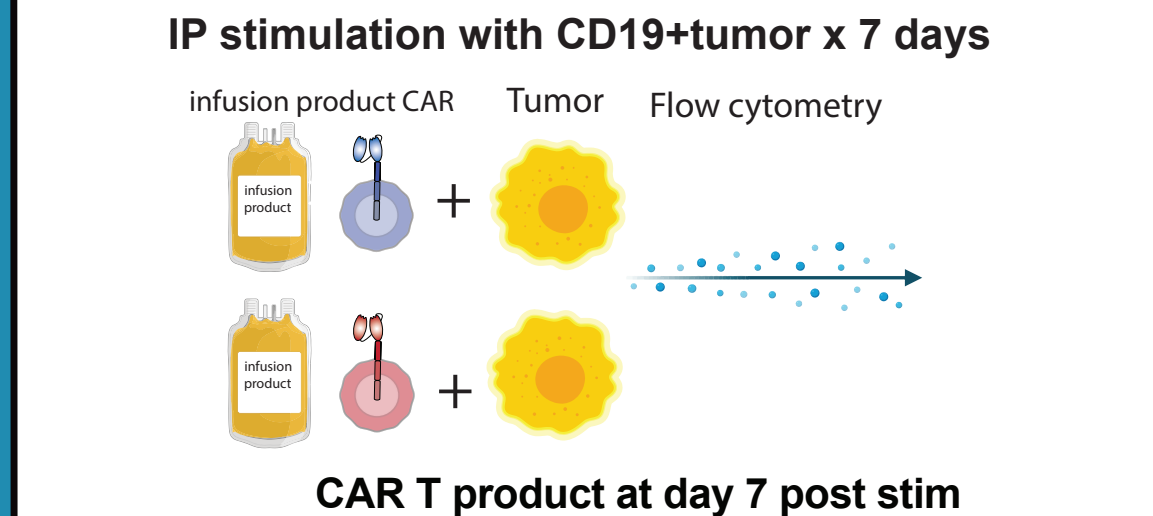 IP stimulation with CD19+tumor x 7 days
infusion product CAR
Tumor
Flow cytometry
infusion
product
infusion
product
CAR T product at day 7 post stim